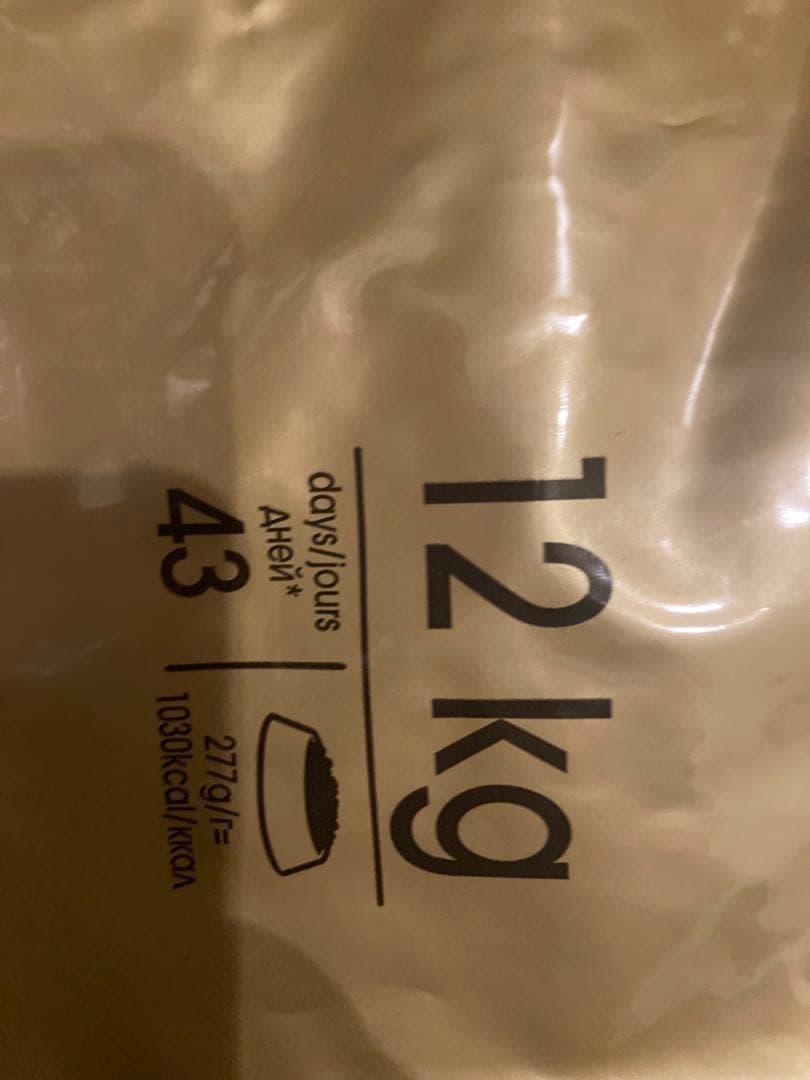 12 kg
days/jours
дней*
43
277g/г=
1030kcal/ккал